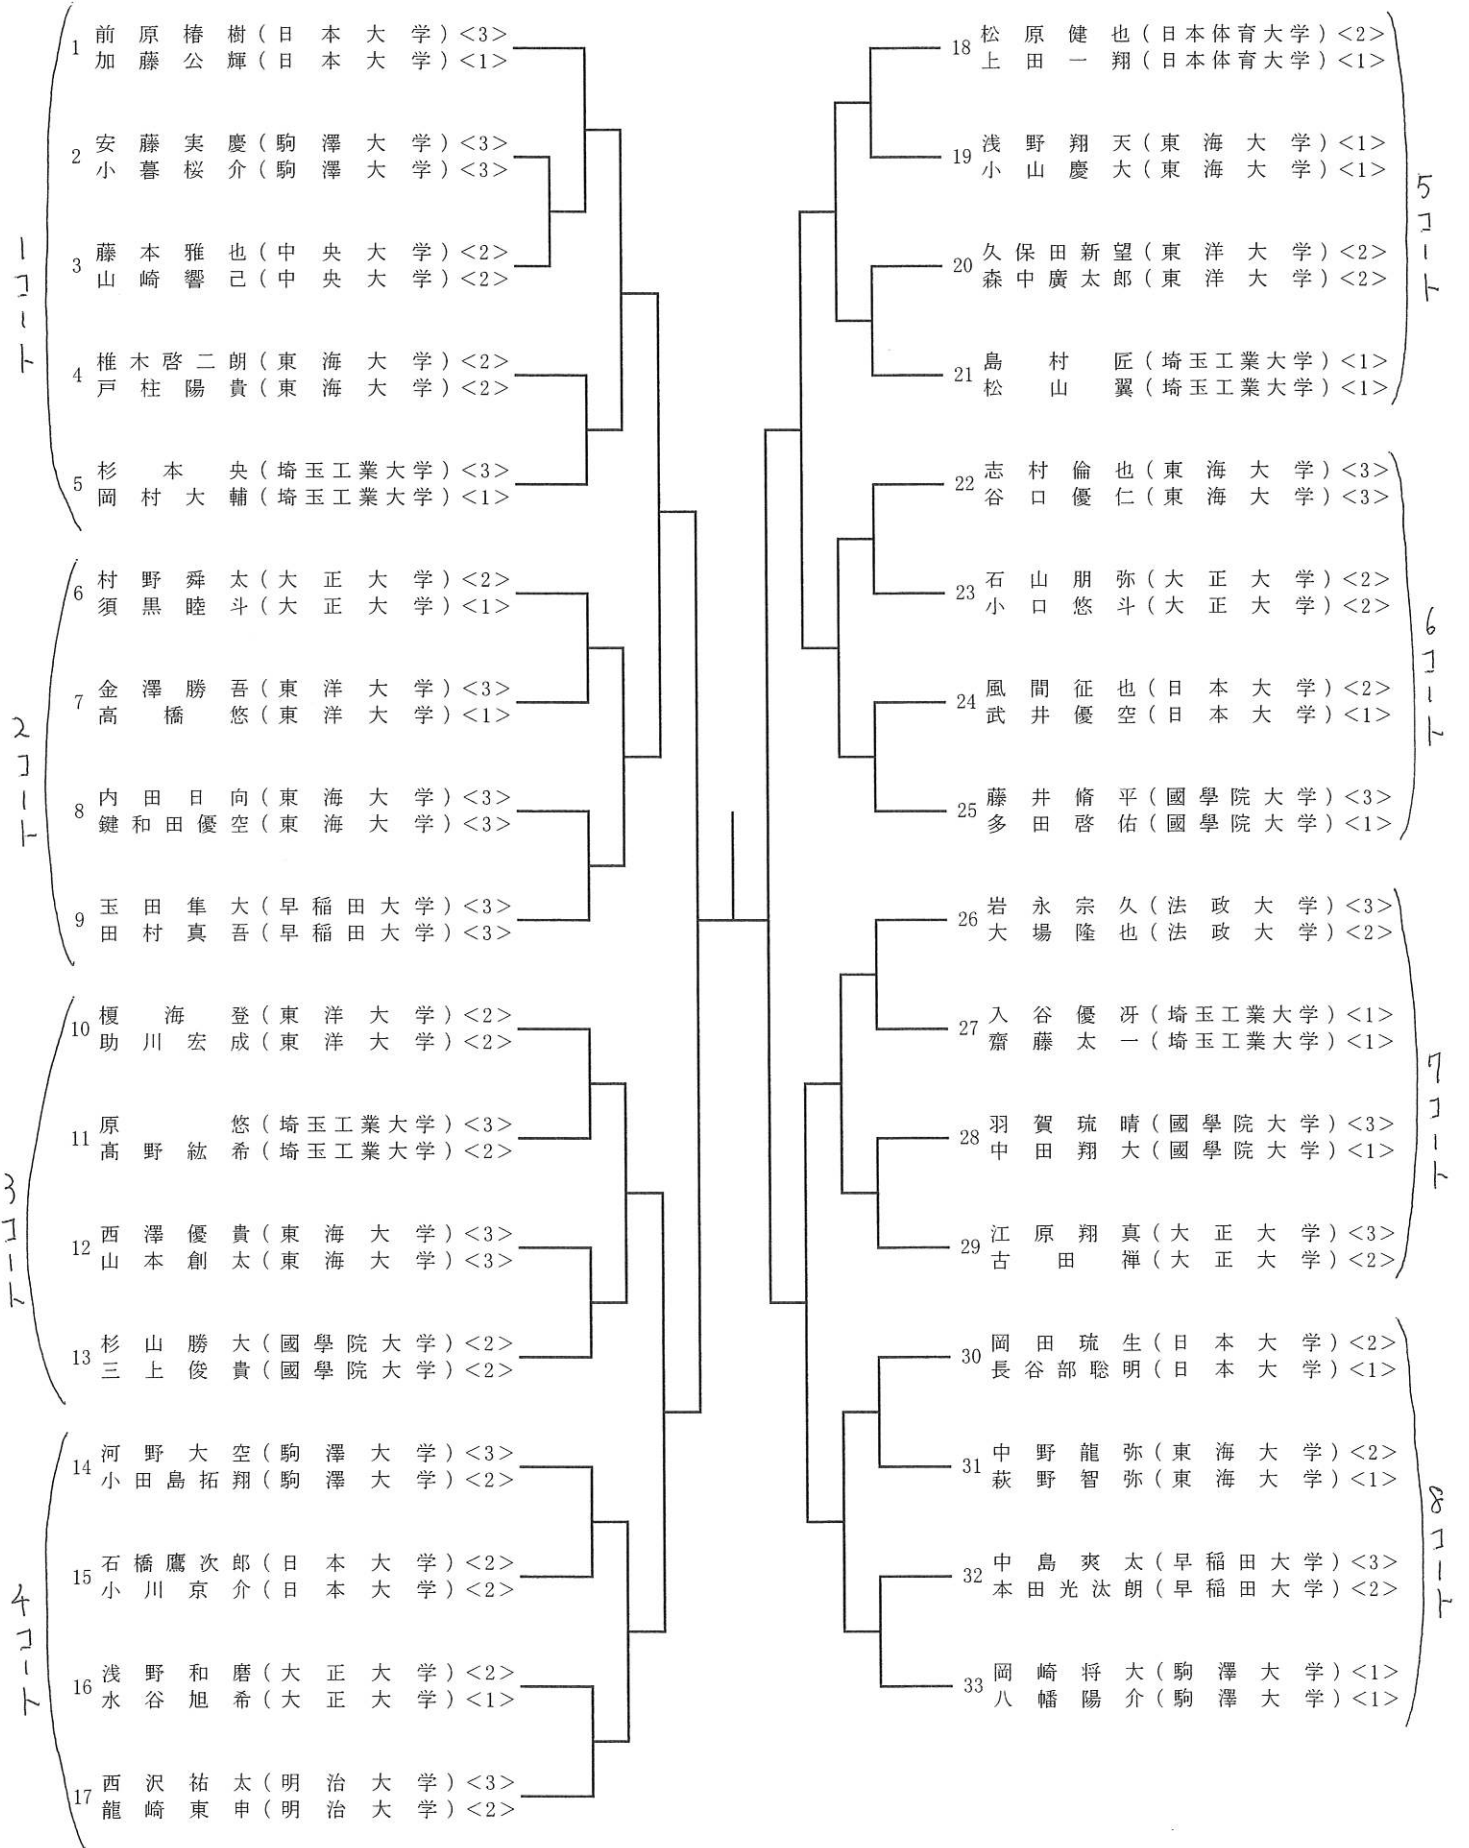 1コート
1 前原椿樹(日本大学)<3>
加藤公輝(日本大学)<1>
2 安藤実慶(駒澤大学)<3>
小暮桜介(駒澤大学)<3>
3 藤本雅也(中央大学)<2>
山崎響己(中央大学)<2>
4 椎木啓二朗(東海大学)<2>
戸柱陽貴(東海大学)<2>
5 杉本央(埼玉工業大学)<3>
岡村大輔(埼玉工業大学)<1>
2コート
6 村野舜太(大正大学)<2>
須黒睦斗(大正大学)<1>
7 金澤勝吾(東洋大学)<3>
高橋悠(東洋大学)<1>
8 内田日向(東海大学)<3>
鍵和田優空(東海大学)<3>
9 玉田隼大(早稲田大学)<3>
田村真吾(早稲田大学)<3>
3コート
10 榎海登(東洋大学)<2>
助川宏成(東洋大学)<2>
11 原悠(埼玉工業大学)<3>
髙野紘希(埼玉工業大学)<2>
12 西澤優貴(東海大学)<3>
山本創太(東海大学)<3>
13 杉山勝大(國學院大学)<2>
三上俊貴(國學院大学)<2>
4コート
14 河野大空(駒澤大学)<3>
小田島拓翔(駒澤大学)<2>
15 石橋鷹次郎(日本大学)<2>
小川京介(日本大学)<2>
16 浅野和磨(大正大学)<2>
水谷旭希(大正大学)<1>
17 西沢祐太(明治大学)<3>
龍崎東申(明治大学)<2>
5コート
18 松原健也(日本体育大学)<2>
上田一翔(日本体育大学)<1>
19 浅野翔天(東海大学)<1>
小山慶大(東海大学)<1>
20 久保田新望(東洋大学)<2>
森中廣太郎(東洋大学)<2>
21 島村匠(埼玉工業大学)<1>
松山翼(埼玉工業大学)<1>
6コート
22 志村倫也(東海大学)<3>
谷口優仁(東海大学)<3>
23 石山朋弥(大正大学)<2>
小口悠斗(大正大学)<2>
24 風間征也(日本大学)<2>
武井優空(日本大学)<1>
25 藤井脩平(國學院大学)<3>
多田啓佑(國學院大学)<1>
7コート
26 岩永宗久(法政大学)<3>
大場隆也(法政大学)<2>
27 入谷優冴(埼玉工業大学)<1>
齋藤太一(埼玉工業大学)<1>
28 羽賀琉晴(國學院大学)<3>
中田翔大(國學院大学)<1>
29 江原翔真(大正大学)<3>
古田禅(大正大学)<2>
8コート
30 岡田琉生(日本大学)<2>
長谷部聡明(日本大学)<1>
31 中野龍弥(東海大学)<2>
萩野智弥(東海大学)<1>
32 中島爽太(早稲田大学)<3>
本田光汰朗(早稲田大学)<2>
33 岡崎将大(駒澤大学)<1>
八幡陽介(駒澤大学)<1>